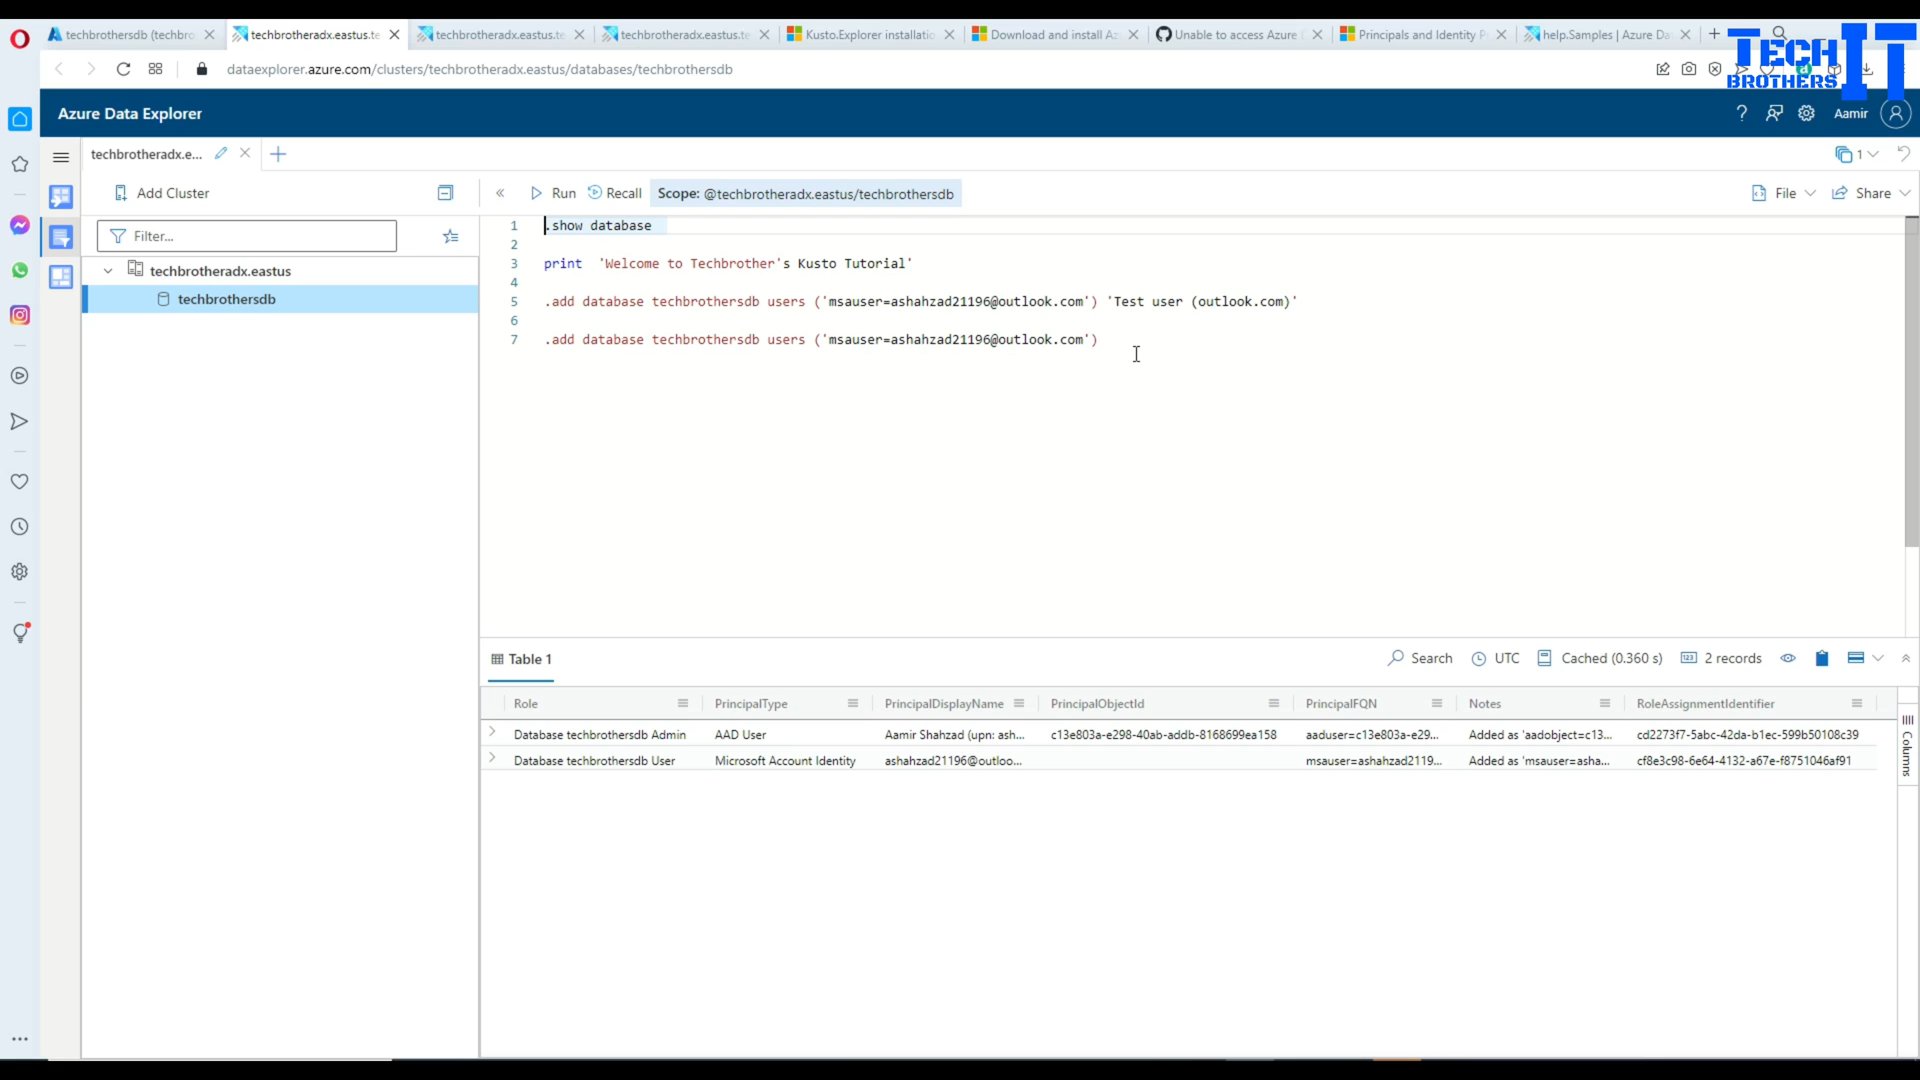 techbrothersdb (techbro
techbrotheradx.eastus.te
techbrotheradx.eastus.te
techbrotheradx.eastus.te
Kusto.Explorer installatio
Download and install Az
Unable to access Azure
Principals and Identity P
help.Samples | Azure Da
TECH IT
BROTHERS
dataexplorer.azure.com/clusters/techbrotheradx.eastus/databases/techbrothersdb
Azure Data Explorer
? Aamir
techbrotheradx.e...
1
Add Cluster
Run Recall Scope: @techbrotheradx.eastus/techbrothersdb
File Share
Filter...
techbrotheradx.eastus
techbrothersdb
1 .show database
2
3 print 'Welcome to Techbrother's Kusto Tutorial'
4
5 .add database techbrothersdb users ('msauser=ashahzad21196@outlook.com') 'Test user (outlook.com)'
6
7 .add database techbrothersdb users ('msauser=ashahzad21196@outlook.com')
Table 1
Search UTC Cached (0.360 s) 2 records
Role PrincipalType PrincipalDisplayName PrincipalObjectId PrincipalFQN Notes RoleAssignmentIdentifier
Database techbrothersdb Admin AAD User Aamir Shahzad (upn: ash... c13e803a-e298-40ab-addb-8168699ea158 aaduser=c13e803a-e29... Added as 'aadobject=c13... cd2273f7-5abc-42da-b1ec-599b50108c39
Database techbrothersdb User Microsoft Account Identity ashahzad21196@outloo... msauser=ashahzad2119... Added as 'msauser=asha... cf8e3c98-6e64-4132-a67e-f8751046af91
Columns